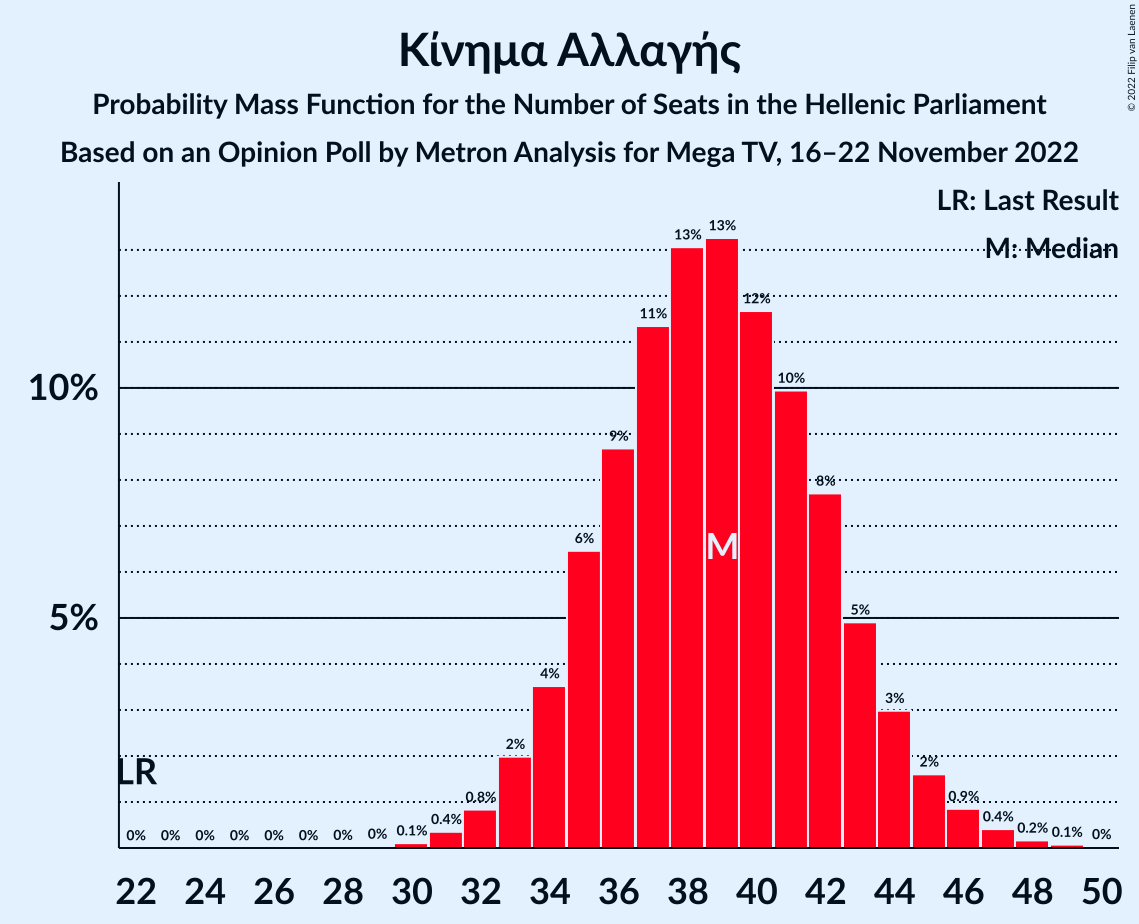 Κίνημα Αλλαγής
Probability Mass Function for the Number of Seats in the Hellenic Parliament
Based on an Opinion Poll by Metron Analysis for Mega TV, 16–22 November 2022
© 2022 Filip van Laenen
LR: Last Result
M: Median
10%
5%
LR
M
0% 0% 0% 0% 0% 0% 0% 0% 0.1% 0.4% 0.8% 2% 4% 6% 9% 11% 13% 13% 12% 10% 8% 5% 3% 2% 0.9% 0.4% 0.2% 0.1% 0%
22 24 26 28 30 32 34 36 38 40 42 44 46 48 50